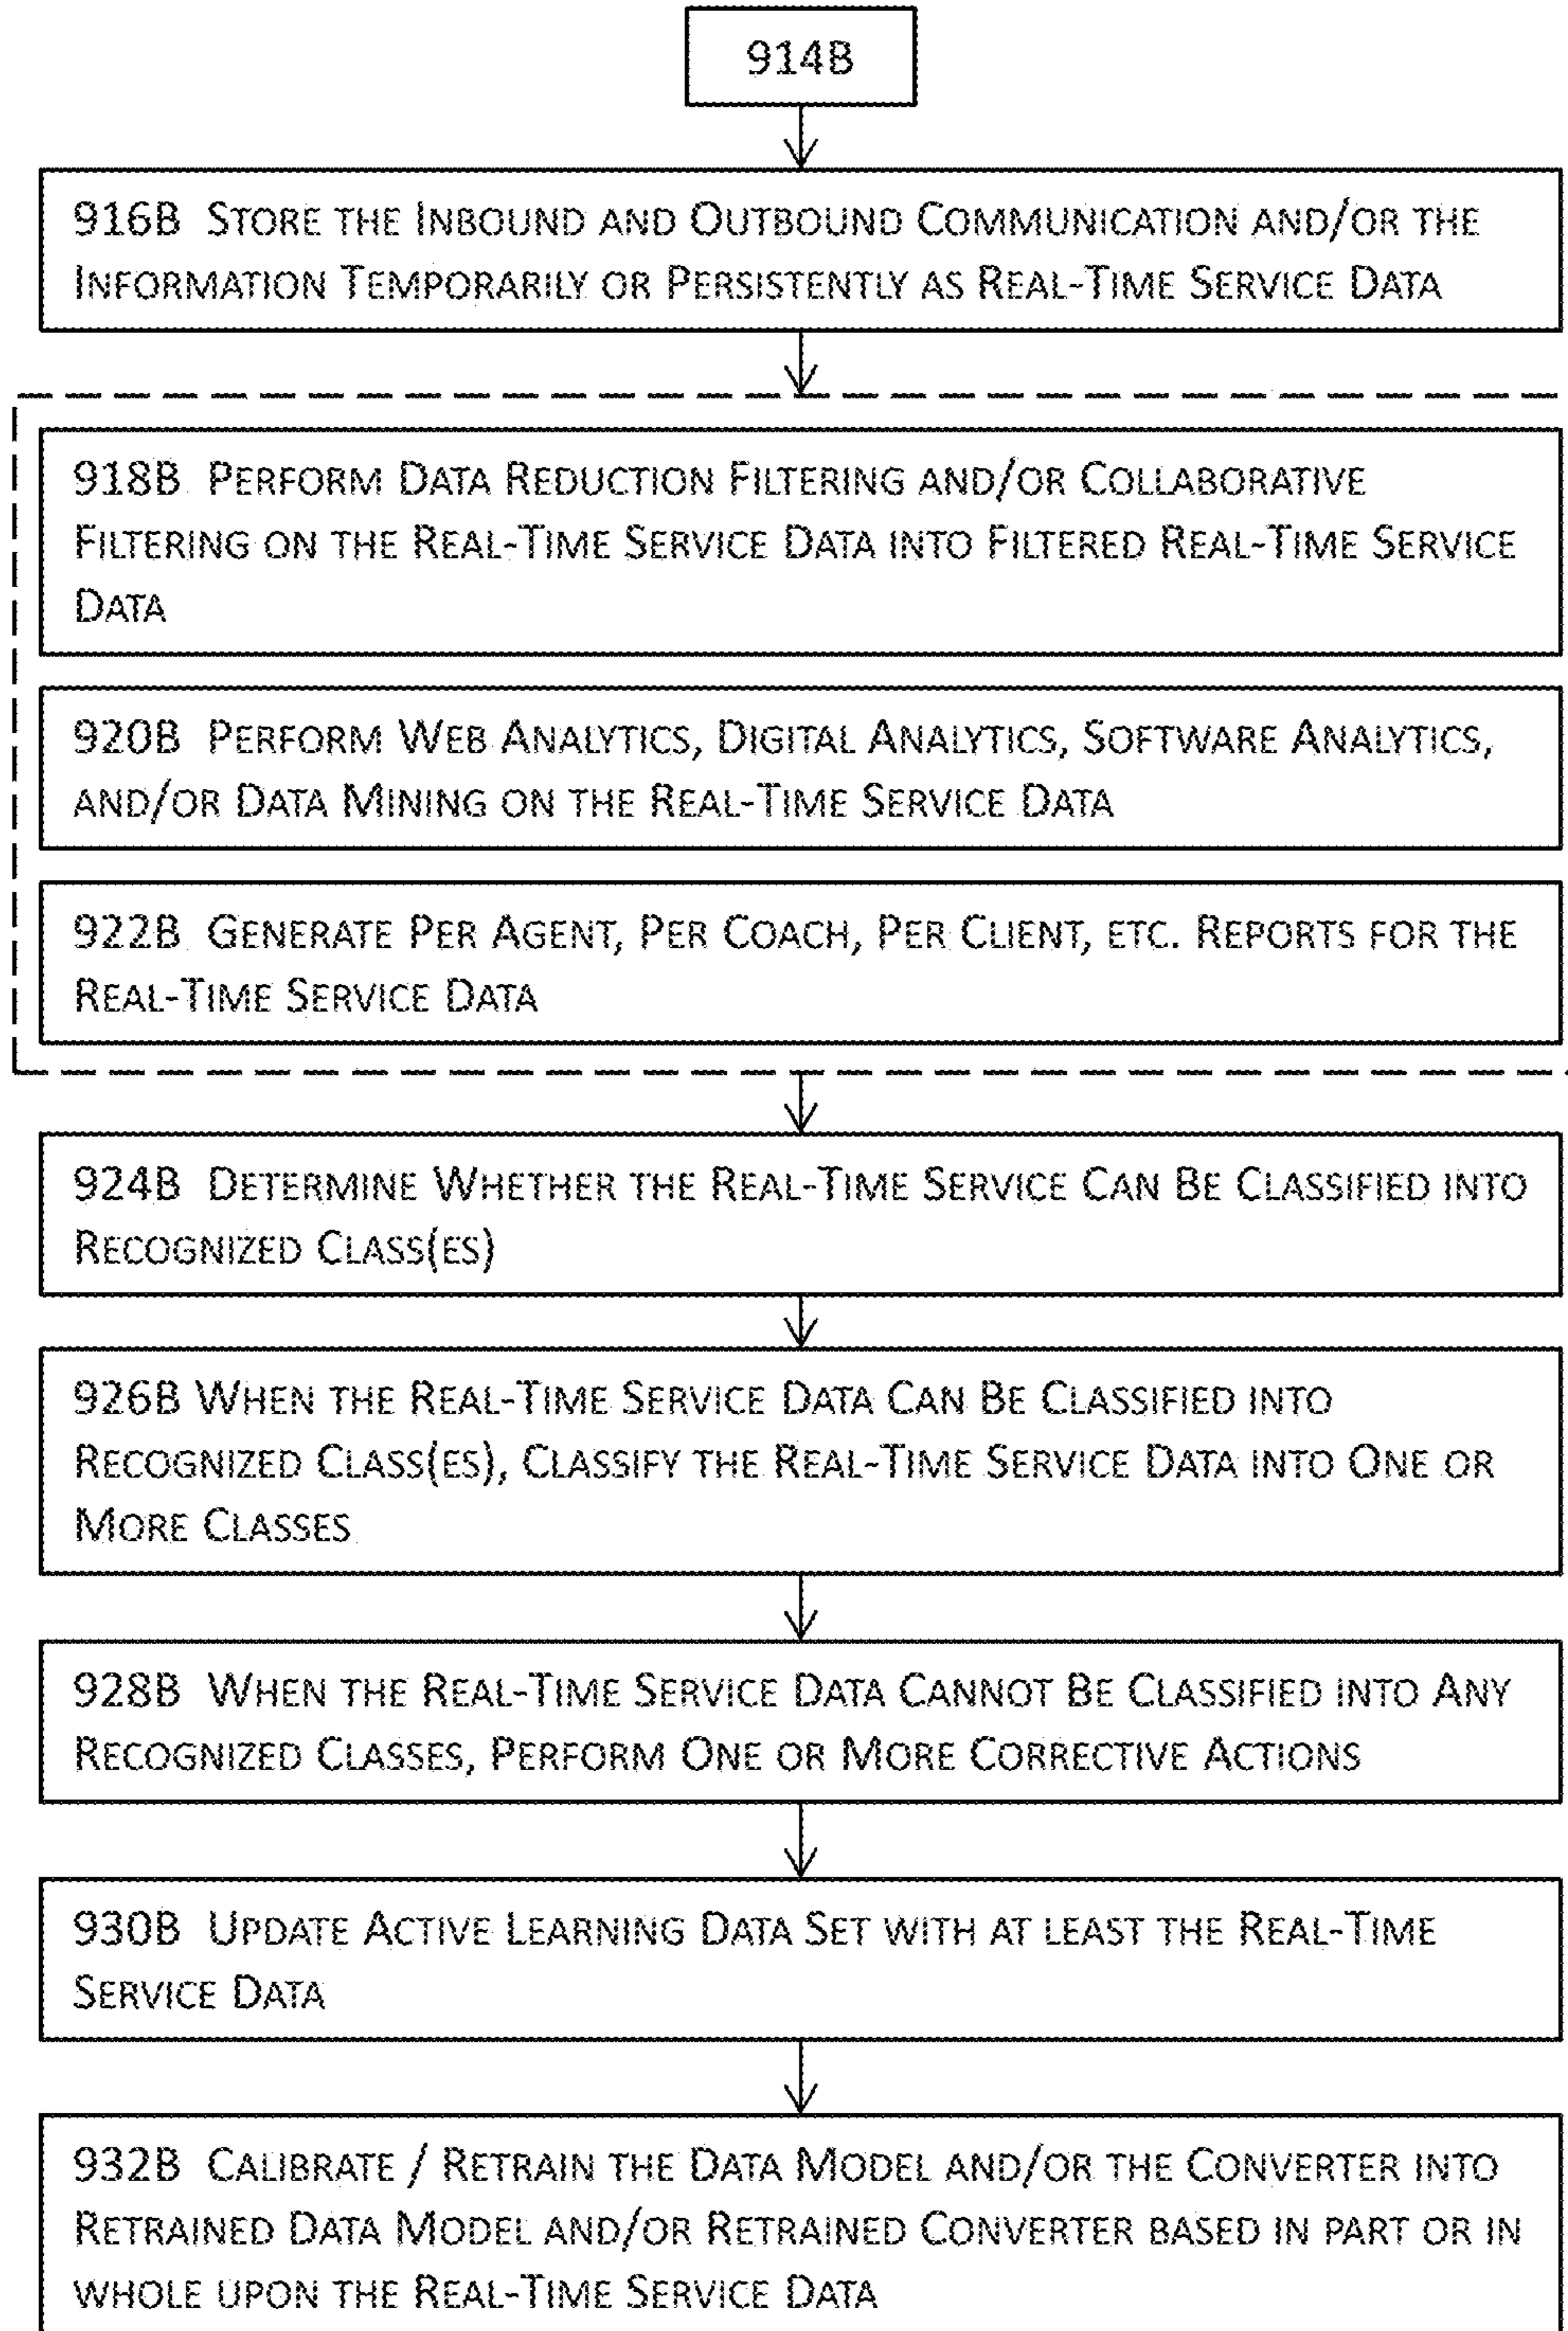 914B
916B Store the Inbound and Outbound Communication and/or the
Information Temporarily or Persistently as Real-Time Service Data
918B Perform Data Reduction Filtering and/or Collaborative
Filtering on the Real-Time Service Data into Filtered Real-Time Service
Data
920B Perform Web Analytics, Digital Analytics, Software Analytics,
and/or Data Mining on the Real-Time Service Data
922B Generate Per Agent, Per Coach, Per Client, etc. Reports for the
Real-Time Service Data
924B Determine Whether the Real-Time Service Can Be Classified into
Recognized Class(es)
926B When the Real-Time Service Data Can Be Classified into
Recognized Class(es), Classify the Real-Time Service Data into One or
More Classes
928B When the Real-Time Service Data Cannot Be Classified into Any
Recognized Classes, Perform One or More Corrective Actions
930B Update Active Learning Data Set with at least the Real-Time
Service Data
932B Calibrate / Retrain the Data Model and/or the Converter into
Retrained Data Model and/or Retrained Converter based in part or in
whole upon the Real-Time Service Data